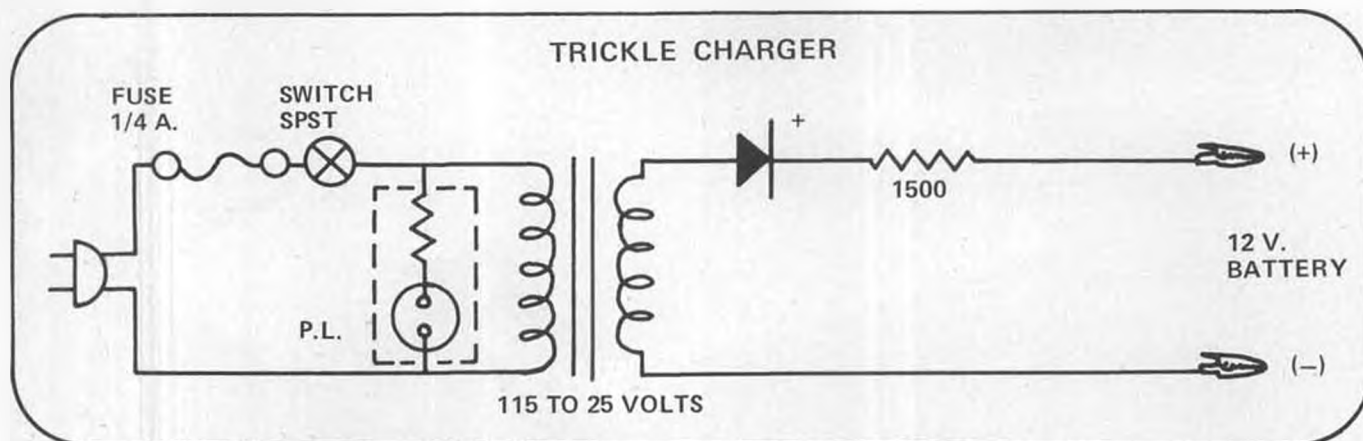 TRICKLE CHARGER
FUSE
1/4 A.
SWITCH
SPST
+
(+)
1500
12 V.
BATTERY
P.L.
(−)
115 TO 25 VOLTS